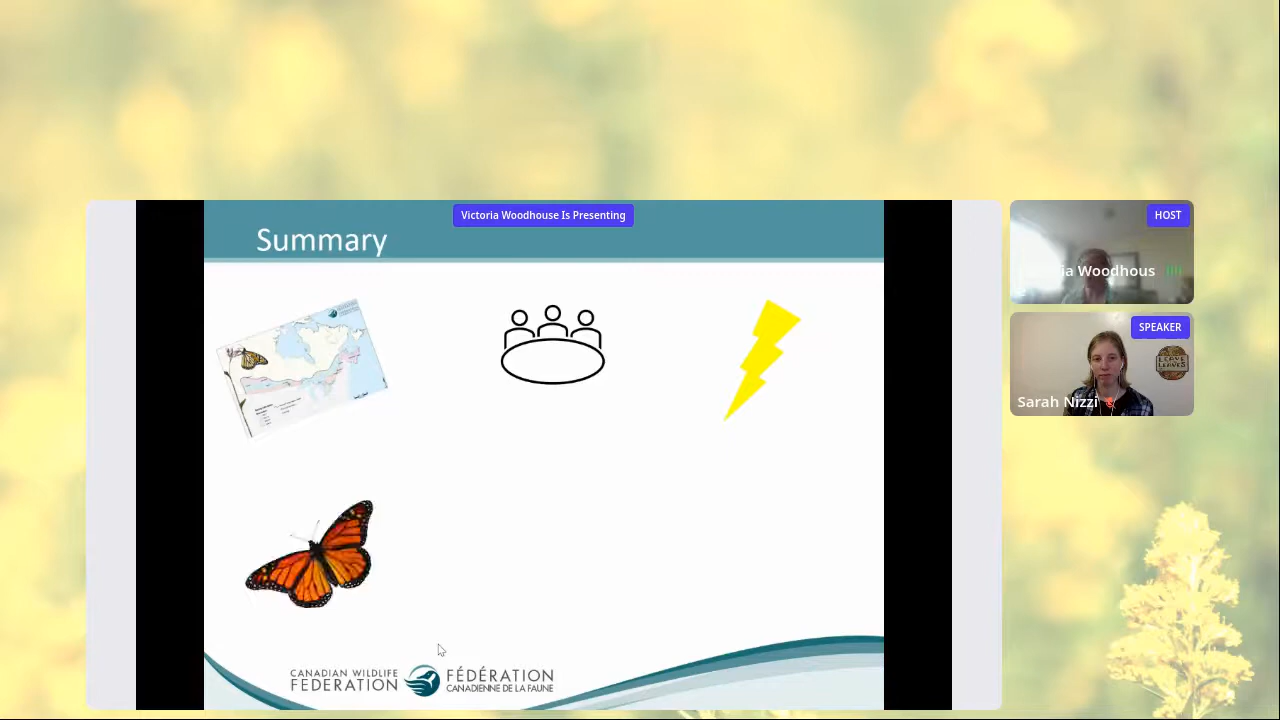 Victoria Woodhouse Is Presenting
Summary
CANADIAN WILDLIFE
FEDERATION
FÉDÉRATION
CANADIENNE DE LA FAUNE
HOST
ia Woodhous
SPEAKER
LEAVE
LEAVES
Sarah Nizzi